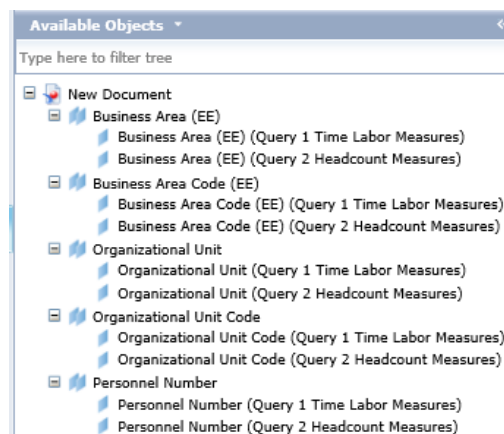 Available Objects
Type here to filter tree
New Document
Business Area (EE)
Business Area (EE) (Query 1 Time Labor Measures)
Business Area (EE) (Query 2 Headcount Measures)
Business Area Code (EE)
Business Area Code (EE) (Query 1 Time Labor Measures)
Business Area Code (EE) (Query 2 Headcount Measures)
Organizational Unit
Organizational Unit (Query 1 Time Labor Measures)
Organizational Unit (Query 2 Headcount Measures)
Organizational Unit Code
Organizational Unit Code (Query 1 Time Labor Measures)
Organizational Unit Code (Query 2 Headcount Measures)
Personnel Number
Personnel Number (Query 1 Time Labor Measures)
Personnel Number (Query 2 Headcount Measures)